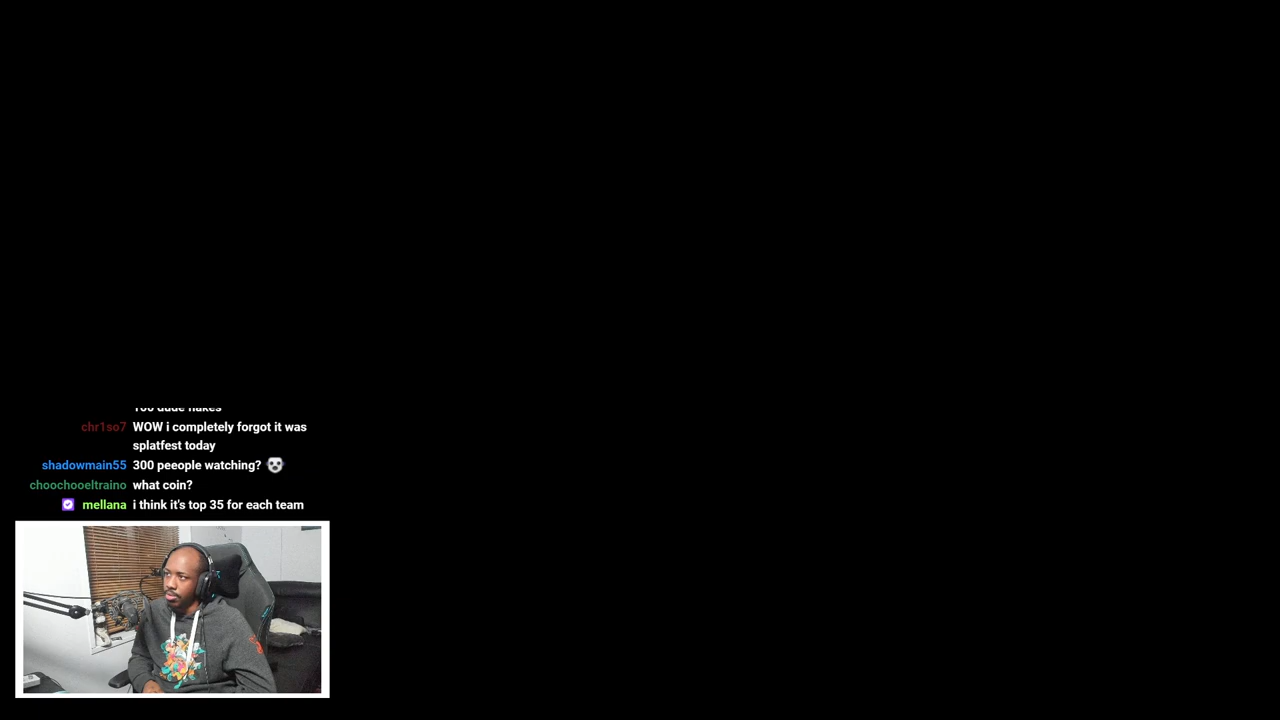 chr1so7 WOW i completely forgot it was
splatfest today
shadowmain55 300 peeople watching?
choochooeltraino what coin?
mellana i think it's top 35 for each team